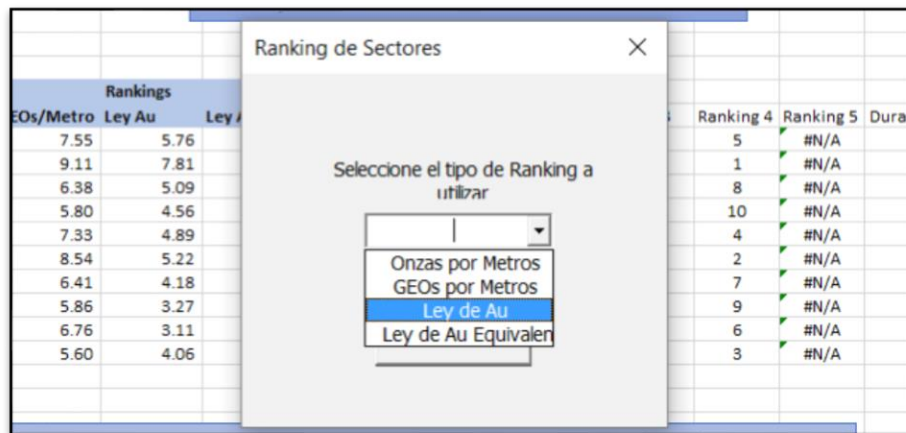 Ranking de Sectores
Rankings
EOs/Metro Ley Au Ley Ranking 4 Ranking 5 Dura
7.55 5.76 5 #N/A
9.11 7.81 1 #N/A
6.38 5.09 8 #N/A
5.80 4.56 10 #N/A
7.33 4.89 4 #N/A
8.54 5.22 2 #N/A
6.41 4.18 7 #N/A
5.86 3.27 9 #N/A
6.76 3.11 6 #N/A
5.60 4.06 3 #N/A
Seleccione el tipo de Ranking a
utilizar
Onzas por Metros
GEOs por Metros
Ley de Au
Ley de Au Equivalen